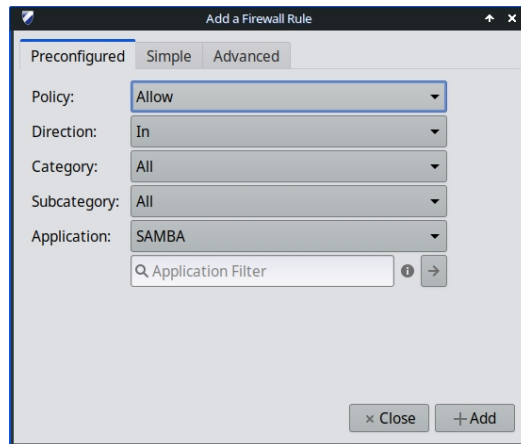 Add a Firewall Rule
Preconfigured Simple Advanced
Policy: Allow
Direction: In
Category: All
Subcategory: All
Application: SAMBA
Application Filter
Close Add